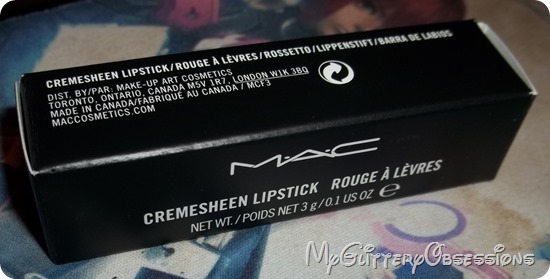 CREMESHEEN LIPSTICK/ROUGE À LÈVRES/ROSSETTO/LIPPENSTIFT/BARRA DE LABIOS
DIST. BY/PAR: MAKE-UP ART COSMETICS
TORONTO, ONTARIO, CANADA M5V 1R7, LONDON W1K 3BQ
MADE IN CANADA/FABRIQUÉ AU CANADA / MCF3
MACCOSMETICS.COM
M·A·C
CREMESHEEN LIPSTICK ROUGE À LÈVRES
NET WT. / POIDS NET 3 g / 0.1 US OZ ℮
MyGlitteryObsessions